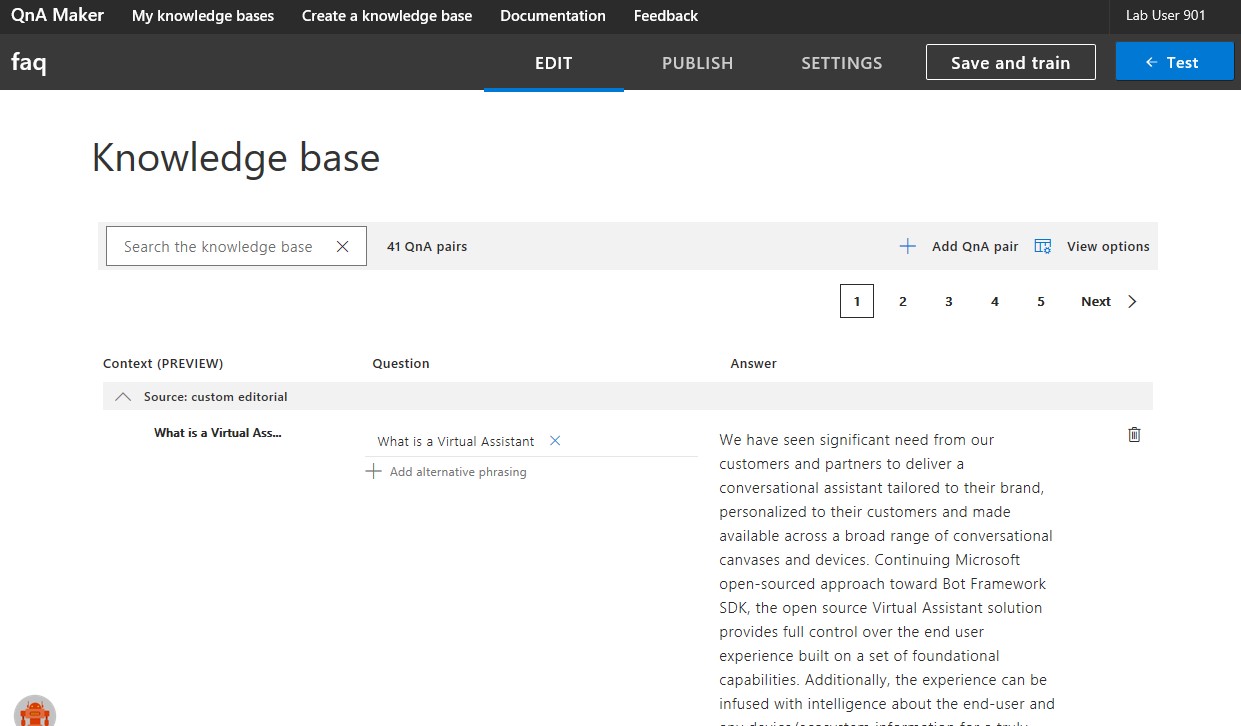 QnA Maker My knowledge bases Create a knowledge base Documentation Feedback Lab User 901
faq EDIT PUBLISH SETTINGS Save and train ← Test
Knowledge base
Search the knowledge base 41 QnA pairs Add QnA pair View options
1 2 3 4 5 Next
Context (PREVIEW) Question Answer
Source: custom editorial
What is a Virtual Ass...
What is a Virtual Assistant
Add alternative phrasing
We have seen significant need from our
customers and partners to deliver a
conversational assistant tailored to their brand,
personalized to their customers and made
available across a broad range of conversational
canvases and devices. Continuing Microsoft
open-sourced approach toward Bot Framework
SDK, the open source Virtual Assistant solution
provides full control over the end user
experience built on a set of foundational
capabilities. Additionally, the experience can be
infused with intelligence about the end-user and
any device/ecosystem information for a truly